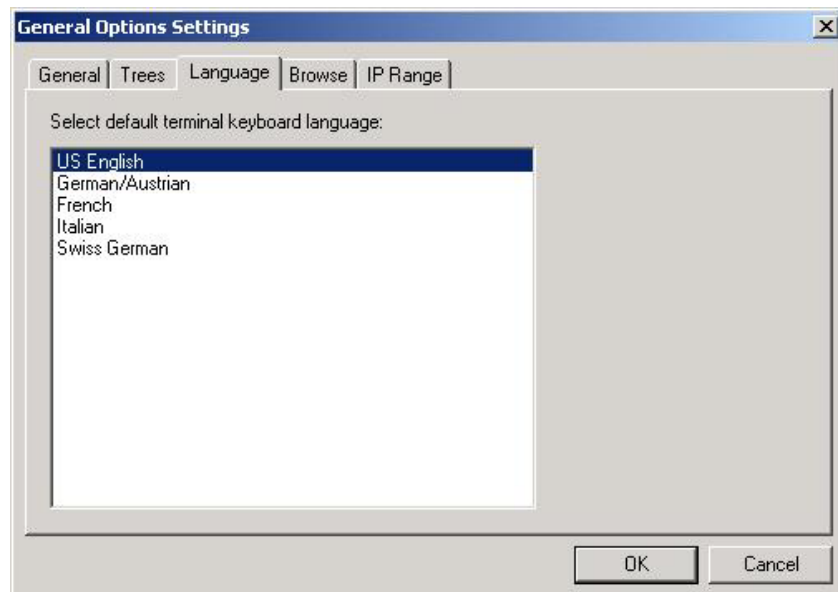 General Options Settings
General Trees Language Browse IP Range
Select default terminal keyboard language:
US English
German/Austrian
French
Italian
Swiss German
OK Cancel